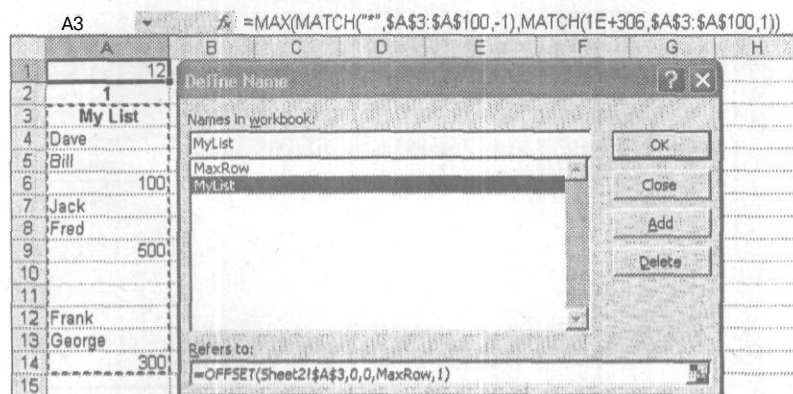 A3 fx =MAX(MATCH("*",$A$3:$A$100,-1),MATCH(1E+306,$A$3:$A$100,1))
A B C D E F G H
1 12
2 1
3 My List
4 Dave
5 Bill
6 100
7 Jack
8 Fred
9 500
10
11
12 Frank
13 George
14 300
15
Define Name ? X
Names in workbook:
MyList
MaxRow
MyList
OK
Close
Add
Delete
Refers to:
=OFFSET(Sheet2!$A$3,0,0,MaxRow,1)